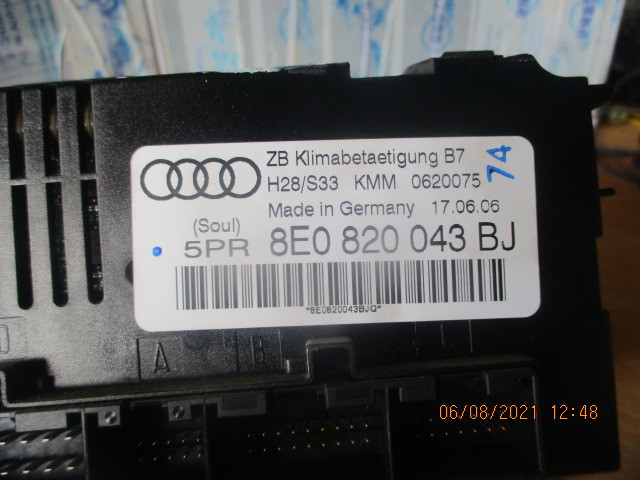 ZB Klimabetaetigung B7
H28/S33 KMM 0620075
74
Made in Germany 17.06.06
(Soul)
5PR 8E0 820 043 BJ
*8E0820043BJQ*
A B
06/08/2021 12:48